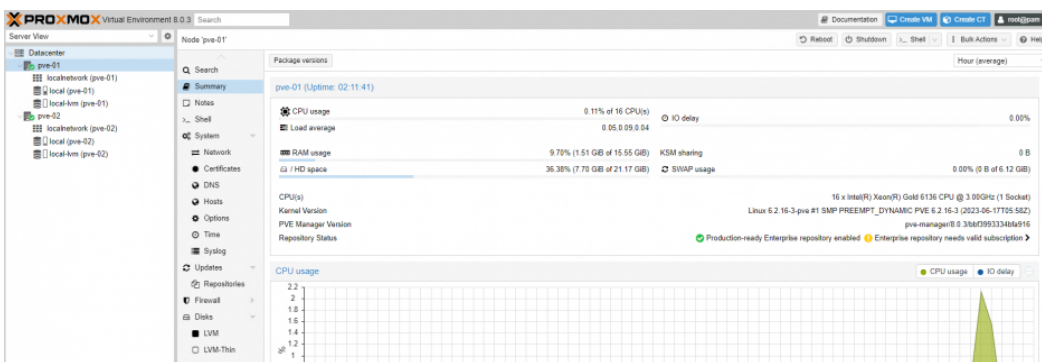 PROXMOX Virtual Environment 8.0.3 Search
Documentation Create VM Create CT root@pam
Server View
Node 'pve-01'
Reboot Shutdown >_ Shell Bulk Actions Help
Datacenter
pve-01
localnetwork (pve-01)
local (pve-01)
local-lvm (pve-01)
pve-02
localnetwork (pve-02)
local (pve-02)
local-lvm (pve-02)
Search
Summary
Notes
>_ Shell
System
Network
Certificates
DNS
Hosts
Options
Time
Syslog
Updates
Repositories
Firewall
Disks
LVM
LVM-Thin
Package versions
Hour (average)
pve-01 (Uptime: 02:11:41)
CPU usage 0.11% of 16 CPU(s)
IO delay 0.00%
Load average 0.05,0.09,0.04
RAM usage 9.70% (1.51 GiB of 15.55 GiB)
KSM sharing 0 B
/ HD space 36.38% (7.70 GiB of 21.17 GiB)
SWAP usage 0.00% (0 B of 6.12 GiB)
CPU(s) 16 x Intel(R) Xeon(R) Gold 6136 CPU @ 3.00GHz (1 Socket)
Kernel Version Linux 6.2.16-3-pve #1 SMP PREEMPT_DYNAMIC PVE 6.2.16-3 (2023-06-17T05:58Z)
PVE Manager Version pve-manager/8.0.3/bbf3993334bfa916
Repository Status Production-ready Enterprise repository enabled Enterprise repository needs valid subscription
CPU usage
CPU usage IO delay
2.2
2
1.8
1.6
1.4
1.2
1
%